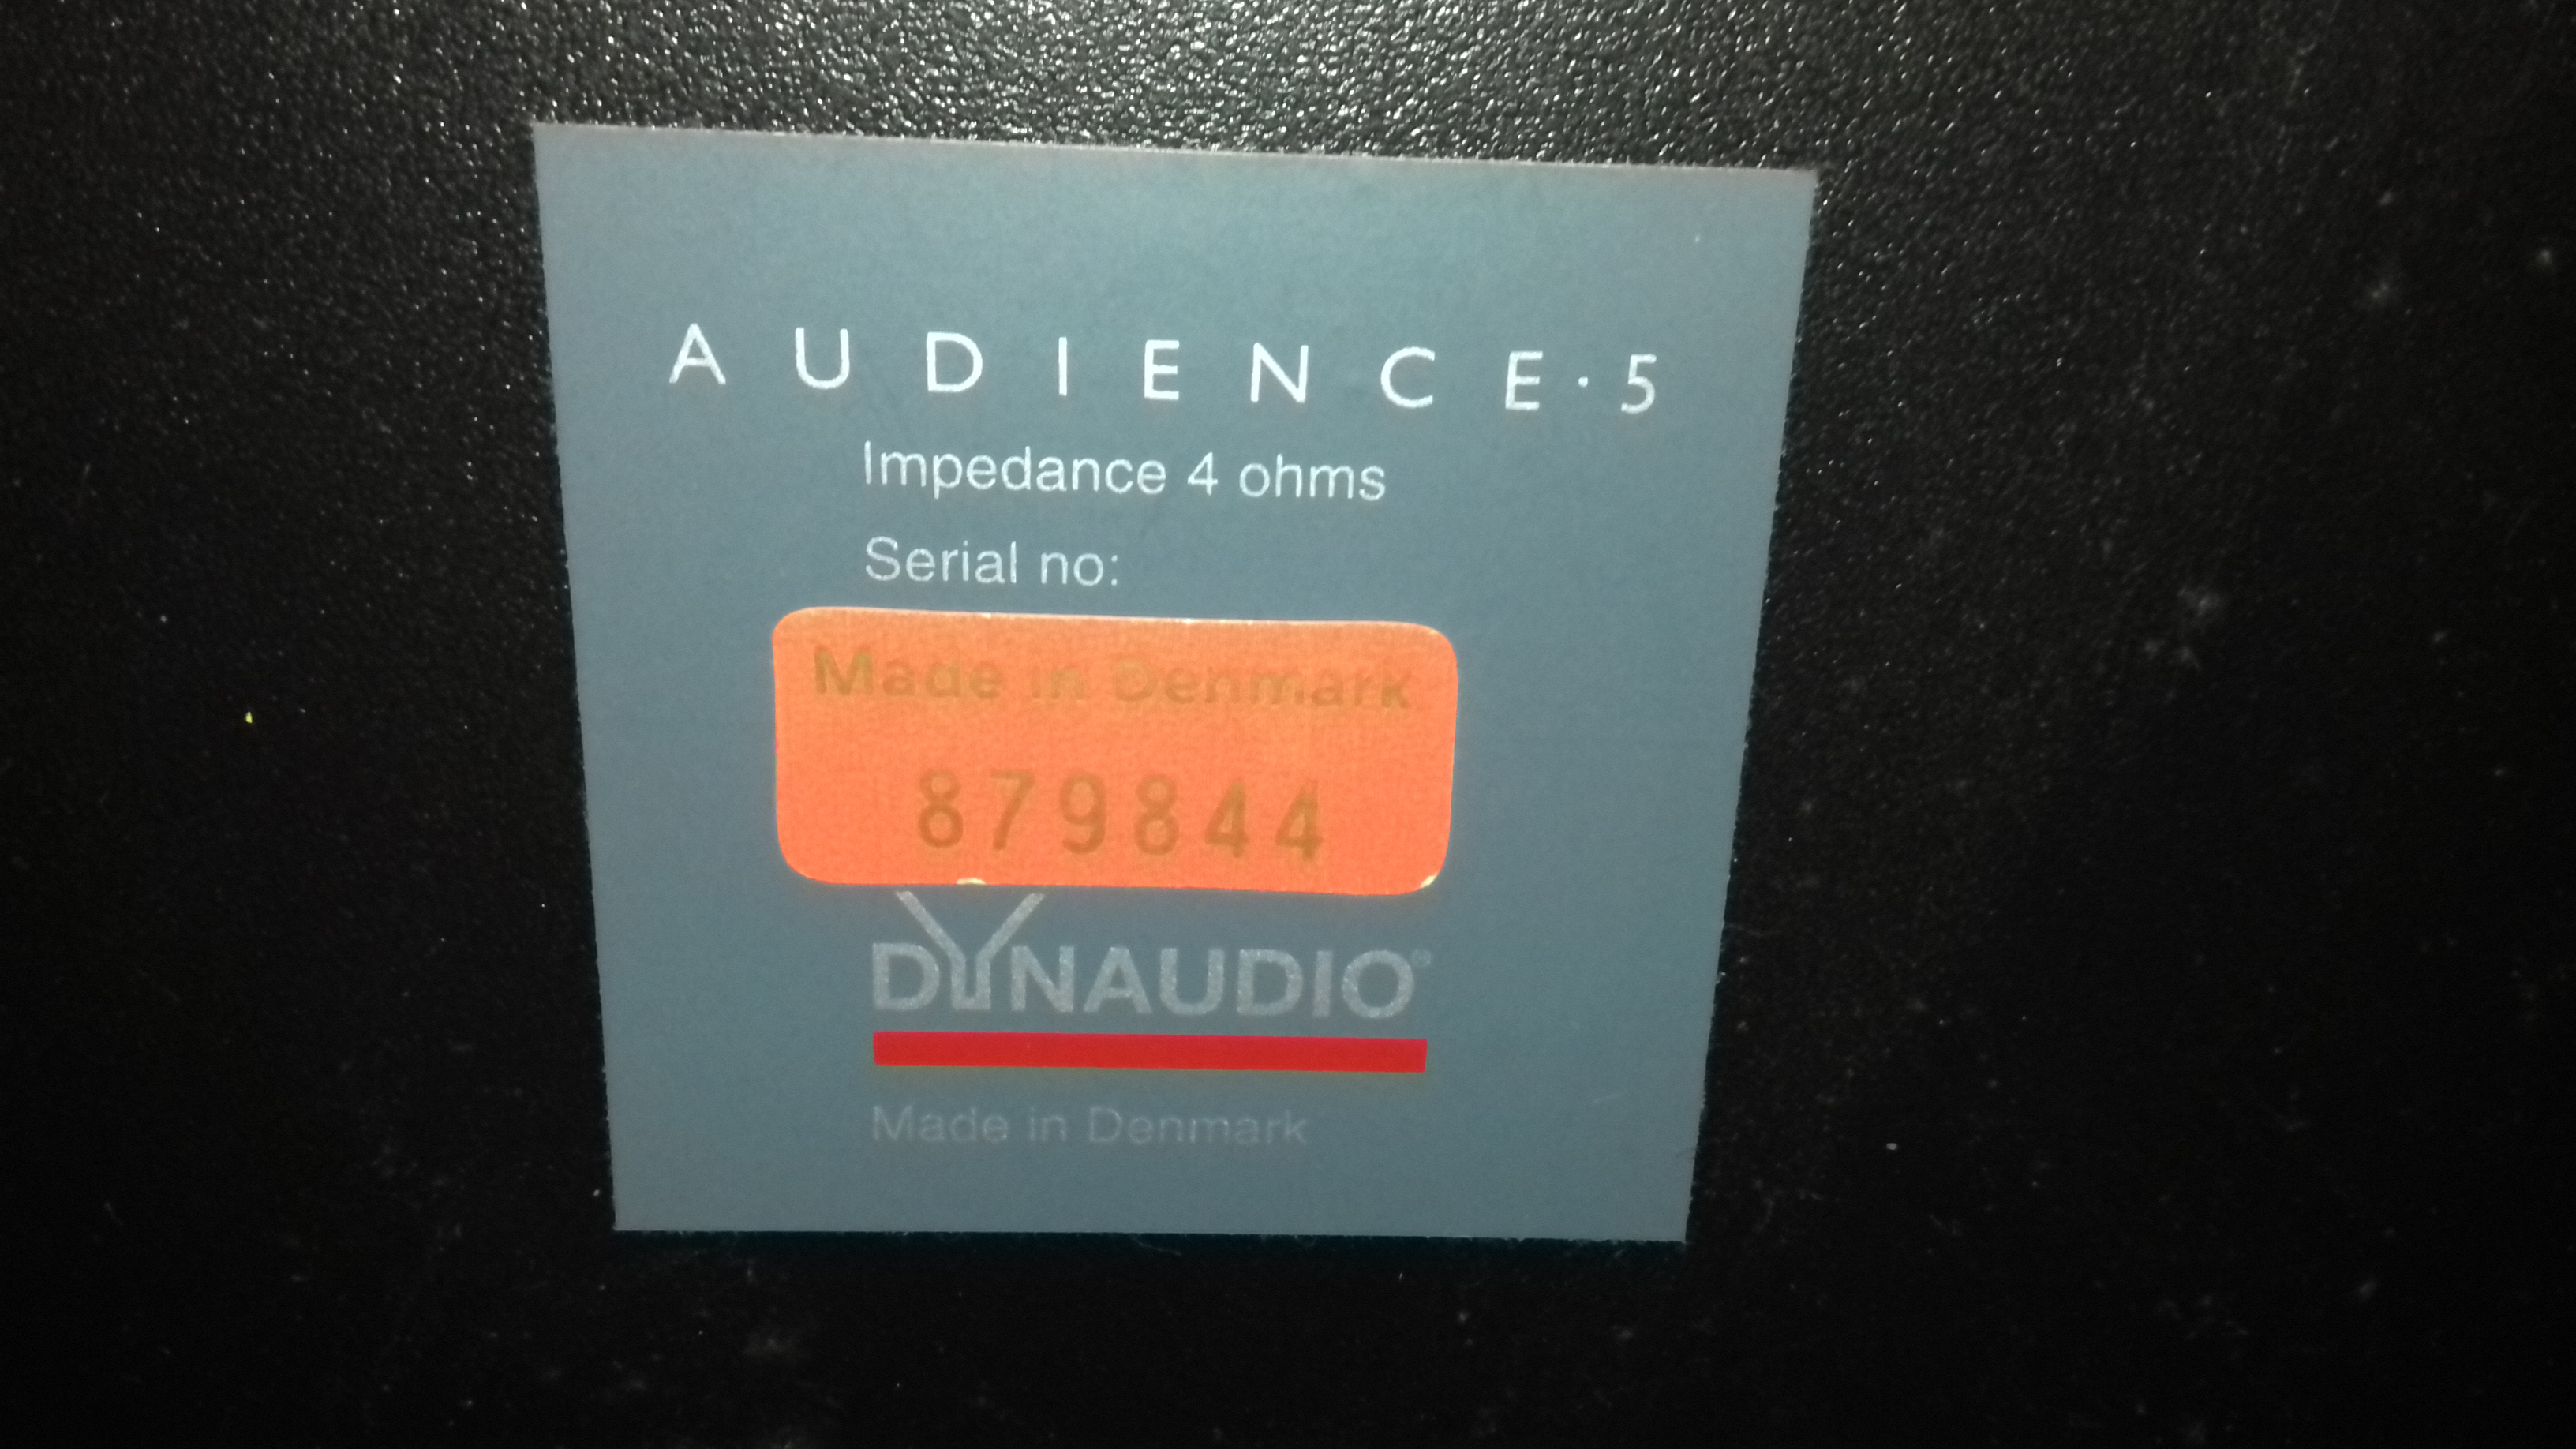 AUDIENCE·5
Impedance 4 ohms
Serial no:
Made in Denmark
879844
DYNAUDIO®
Made in Denmark